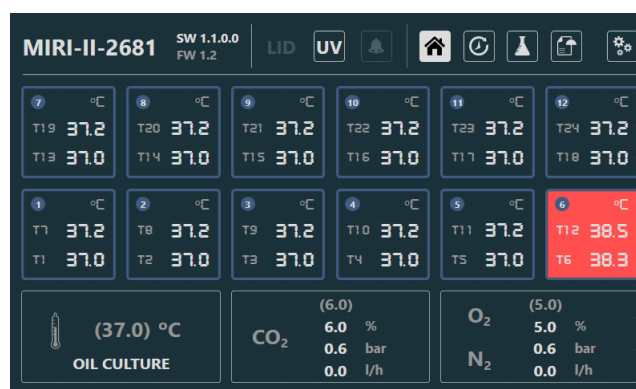 MIRI-II-2681 SW 1.1.0.0 LID UV
FW 1.2
7 °C 8 °C 9 °C 10 °C 11 °C 12 °C
T19 37.2 T20 37.2 T21 37.2 T22 37.2 T23 37.2 T24 37.2
T13 37.0 T14 37.0 T15 37.0 T16 37.0 T17 37.0 T18 37.0
1 °C 2 °C 3 °C 4 °C 5 °C 6 °C
T7 37.2 T8 37.2 T9 37.2 T10 37.2 T11 37.2 T12 38.5
T1 37.0 T2 37.0 T3 37.0 T4 37.0 T5 37.0 T6 38.3
(37.0) °C
OIL CULTURE
(6.0)
CO₂
6.0 %
0.6 bar
0.0 l/h
(5.0)
O₂
5.0 %
N₂
0.6 bar
0.0 l/h